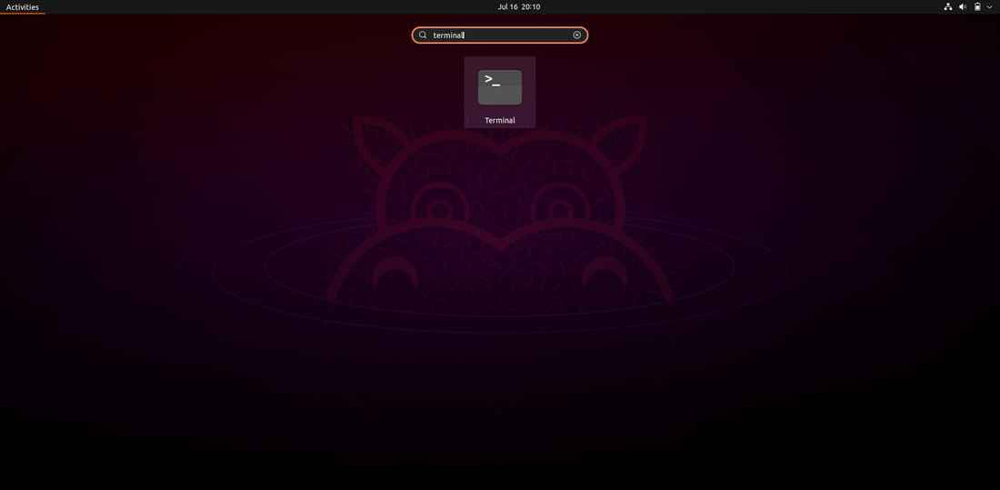 Activities
Jul 16 20:10
terminal
>_
Terminal